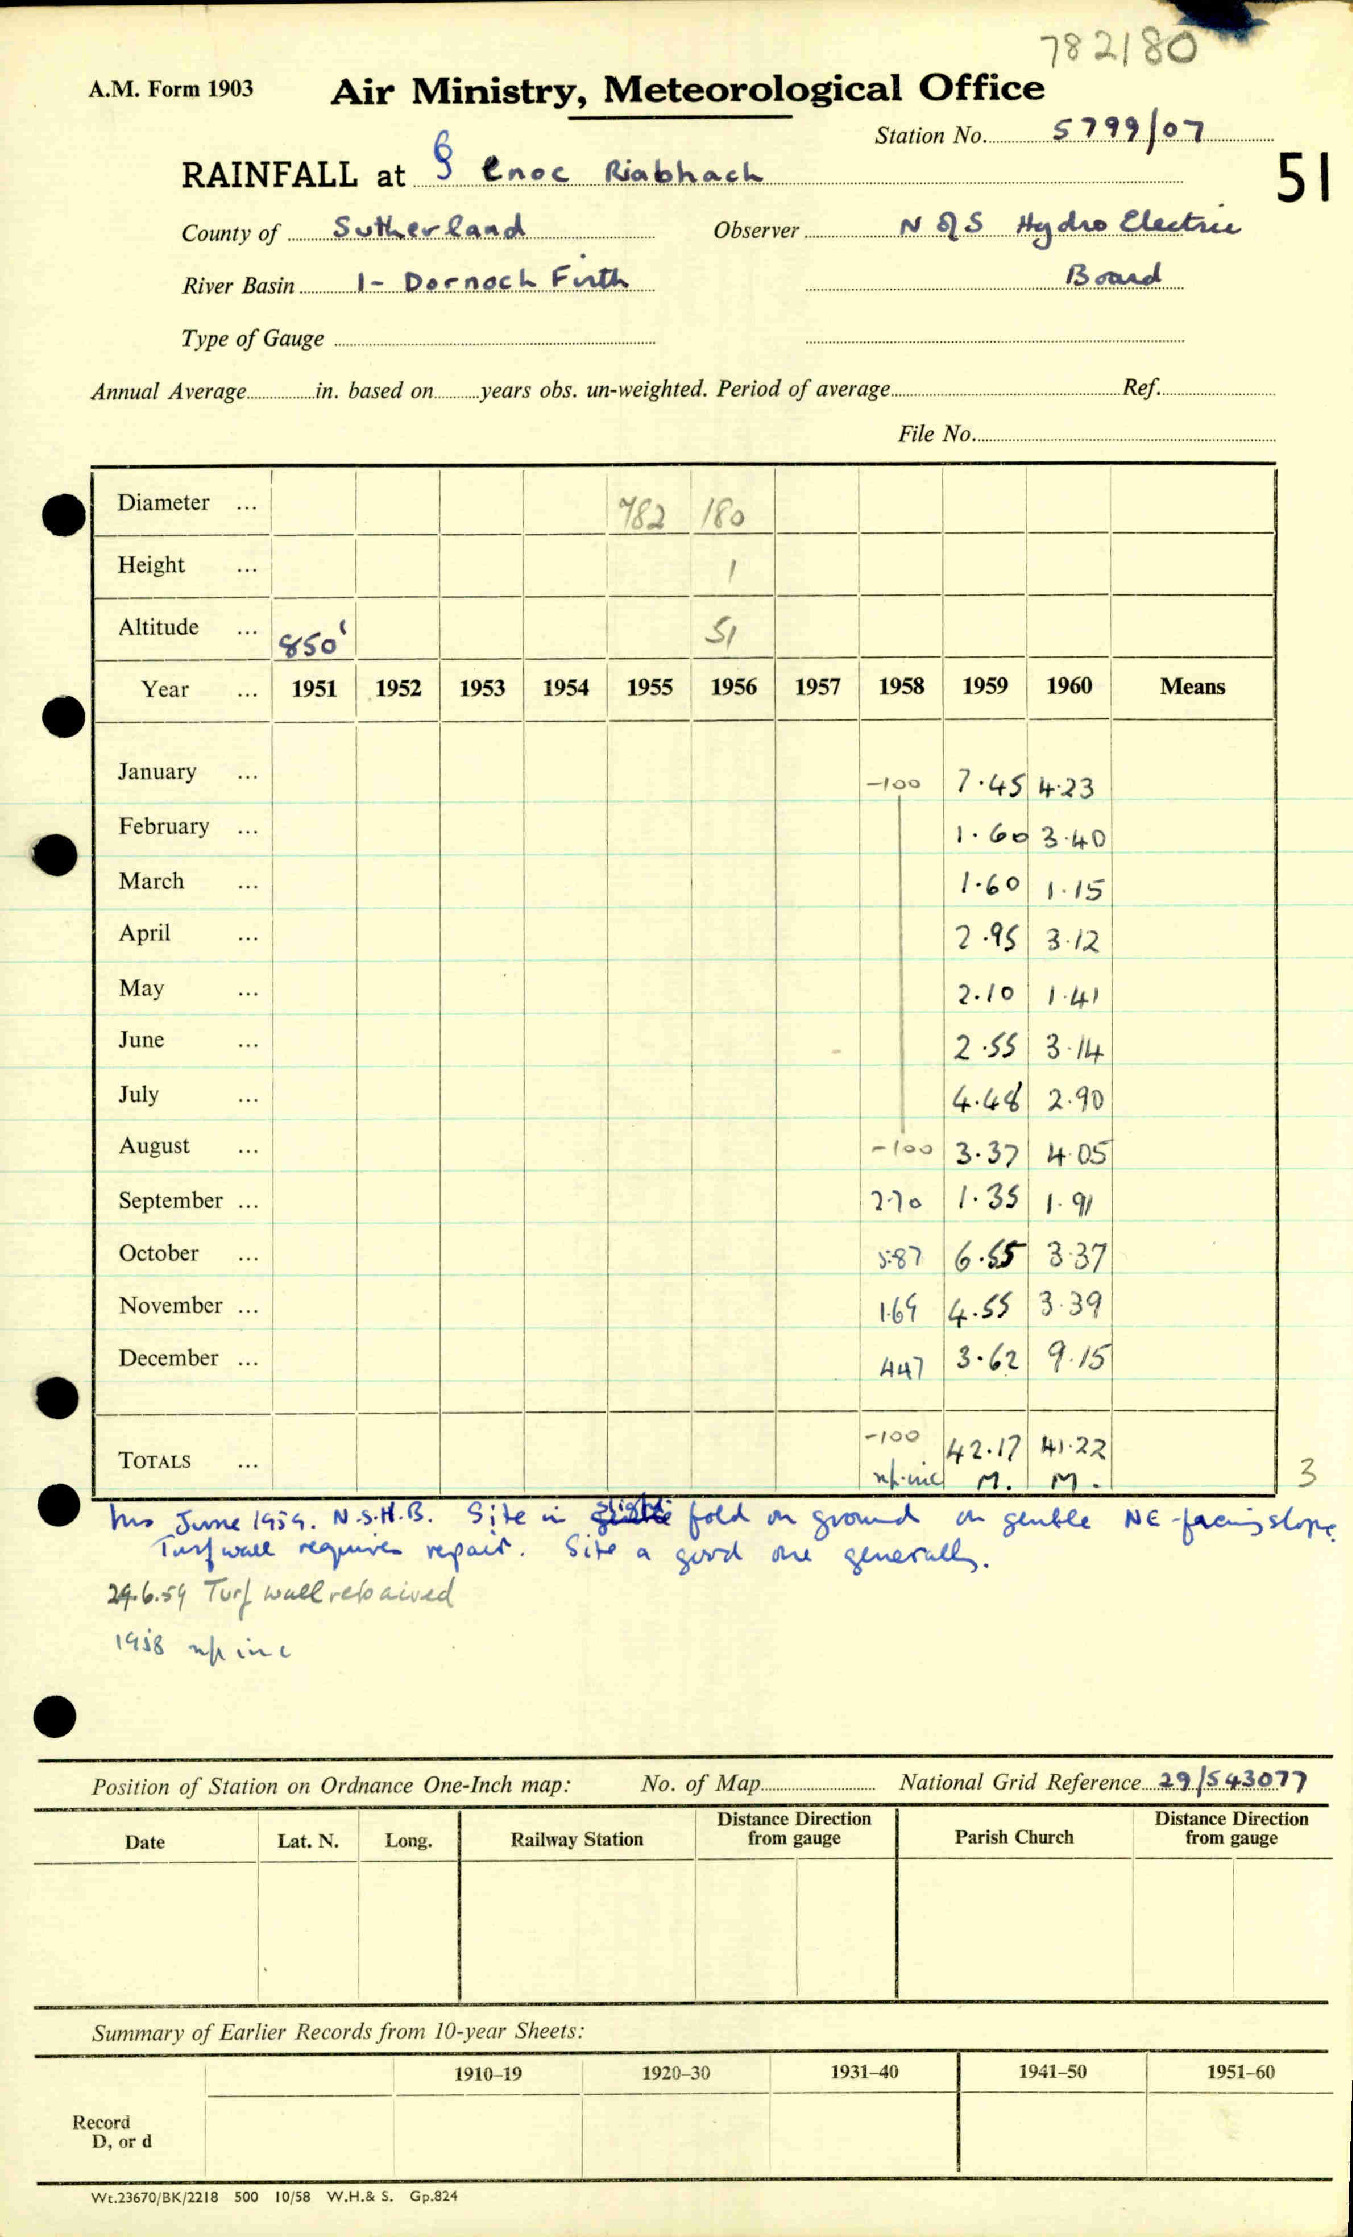 782180
A.M. Form 1903 Air Ministry, Meteorological Office
Station No. 5799/07
RAINFALL at § Cnoc Riabhach 51
County of Sutherland Observer N of S Hydro Electric
River Basin 1- Dornoch Firth Board
Type of Gauge
Annual Average in. based on years obs. un-weighted. Period of average Ref.
File No.
Diameter ... 782 180
Height ... 1
Altitude ... 850' 51
Year ... 1951 1952 1953 1954 1955 1956 1957 1958 1959 1960 Means
January ... -100 7.45 4.23
February ... 1.60 3.40
March ... 1.60 1.15
April ... 2.95 3.12
May ... 2.10 1.41
June ... 2.55 3.14
July ... 4.48 2.90
August ... -100 3.37 4.05
September ... 2.70 1.35 1.91
October ... 5.87 6.55 3.37
November ... 1.69 4.55 3.39
December ... 4.47 3.62 9.15
TOTALS ... -100 42.17 41.22
np.inc M. M. 3
Ins June 1959. N.S.H.B. Site in slight fold on ground on gentle NE-facing slope.
Turf wall requires repair. Site a good one generally.
29.6.59 Turf wall repaired
1958 np inc
Position of Station on Ordnance One-Inch map: No. of Map National Grid Reference 29/543077
Date Lat. N. Long. Railway Station Distance Direction from gauge Parish Church Distance Direction from gauge
Summary of Earlier Records from 10-year Sheets:
1910–19 1920–30 1931–40 1941–50 1951–60
Record
D, or d
Wt.23670/BK/2218 500 10/58 W.H.& S. Gp.824